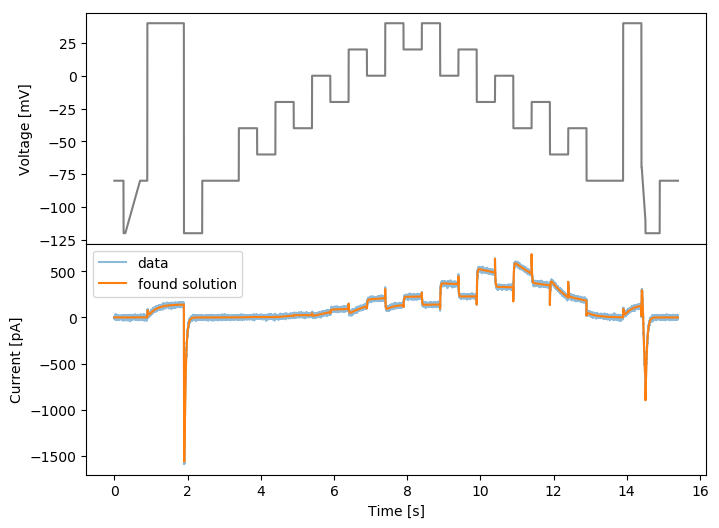 Voltage [mV]
25
0
−25
−50
−75
−100
−125
data
found solution
Current [pA]
500
0
−500
−1000
−1500
0 2 4 6 8 10 12 14 16
Time [s]